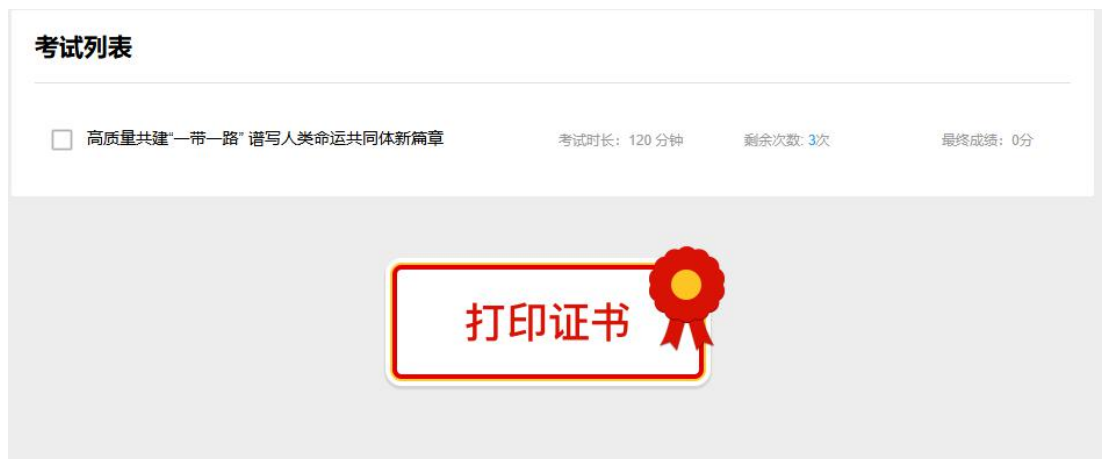 考试列表
高质量共建“一带一路” 谱写人类命运共同体新篇章 考试时长：120 分钟 剩余次数: 3次 最终成绩：0分
打印证书